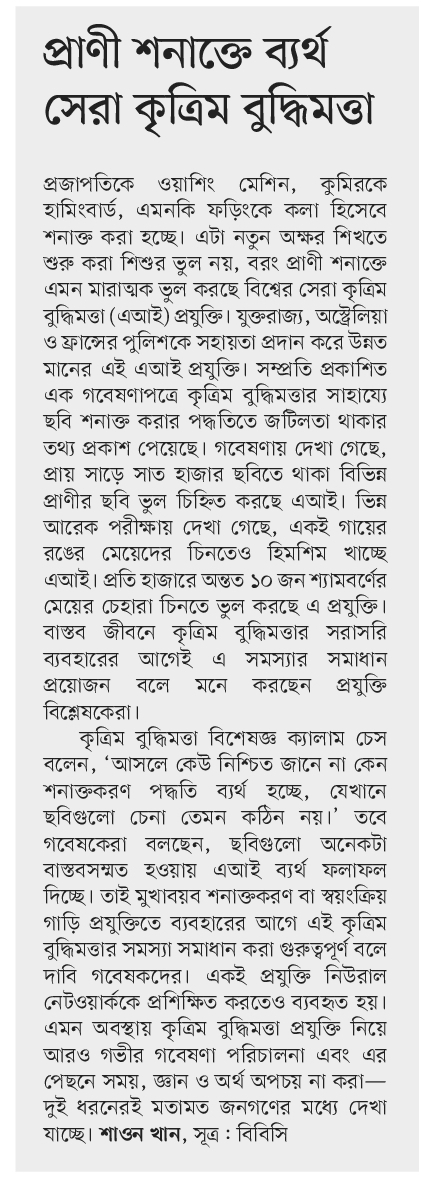 প্রাণী শনাক্তে ব্যর্থ
সেরা কৃত্রিম বুদ্ধিমত্তা
প্রজাপতিকে ওয়াশিং মেশিন, কুমিরকে
হামিংবার্ড, এমনকি ফড়িংকে কলা হিসেবে
শনাক্ত করা হচ্ছে। এটা নতুন অক্ষর শিখতে
শুরু করা শিশুর ভুল নয়, বরং প্রাণী শনাক্তে
এমন মারাত্মক ভুল করছে বিশ্বের সেরা কৃত্রিম
বুদ্ধিমত্তা (এআই) প্রযুক্তি। যুক্তরাজ্য, অস্ট্রেলিয়া
ও ফ্রান্সের পুলিশকে সহায়তা প্রদান করে উন্নত
মানের এই এআই প্রযুক্তি। সম্প্রতি প্রকাশিত
এক গবেষণাপত্রে কৃত্রিম বুদ্ধিমত্তার সাহায্যে
ছবি শনাক্ত করার পদ্ধতিতে জটিলতা থাকার
তথ্য প্রকাশ পেয়েছে। গবেষণায় দেখা গেছে,
প্রায় সাড়ে সাত হাজার ছবিতে থাকা বিভিন্ন
প্রাণীর ছবি ভুল চিহ্নিত করছে এআই। ভিন্ন
আরেক পরীক্ষায় দেখা গেছে, একই গায়ের
রঙের মেয়েদের চিনতেও হিমশিম খাচ্ছে
এআই। প্রতি হাজারে অন্তত ১০ জন শ্যামবর্ণের
মেয়ের চেহারা চিনতে ভুল করছে এ প্রযুক্তি।
বাস্তব জীবনে কৃত্রিম বুদ্ধিমত্তার সরাসরি
ব্যবহারের আগেই এ সমস্যার সমাধান
প্রয়োজন বলে মনে করছেন প্রযুক্তি
বিশ্লেষকেরা।
কৃত্রিম বুদ্ধিমত্তা বিশেষজ্ঞ ক্যালাম চেস
বলেন, ‘আসলে কেউ নিশ্চিত জানে না কেন
শনাক্তকরণ পদ্ধতি ব্যর্থ হচ্ছে, যেখানে
ছবিগুলো চেনা তেমন কঠিন নয়।’ তবে
গবেষকেরা বলছেন, ছবিগুলো অনেকটা
বাস্তবসম্মত হওয়ায় এআই ব্যর্থ ফলাফল
দিচ্ছে। তাই মুখাবয়ব শনাক্তকরণ বা স্বয়ংক্রিয়
গাড়ি প্রযুক্তিতে ব্যবহারের আগে এই কৃত্রিম
বুদ্ধিমত্তার সমস্যা সমাধান করা গুরুত্বপূর্ণ বলে
দাবি গবেষকদের। একই প্রযুক্তি নিউরাল
নেটওয়ার্ককে প্রশিক্ষিত করতেও ব্যবহৃত হয়।
এমন অবস্থায় কৃত্রিম বুদ্ধিমত্তা প্রযুক্তি নিয়ে
আরও গভীর গবেষণা পরিচালনা এবং এর
পেছনে সময়, জ্ঞান ও অর্থ অপচয় না করা—
দুই ধরনেরই মতামত জনগণের মধ্যে দেখা
যাচ্ছে। শাওন খান, সূত্র : বিবিসি